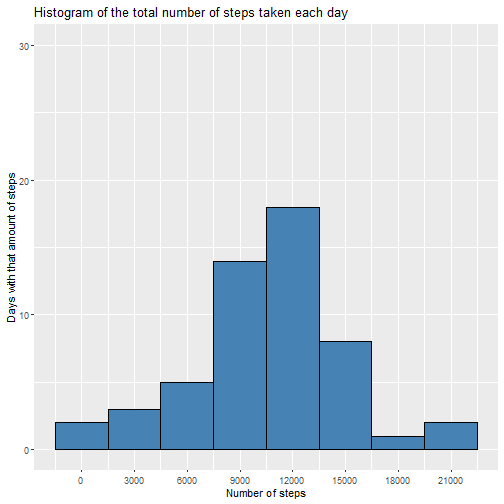 Histogram of the total number of steps taken each day
Days with that amount of steps
30
20
10
0
0 3000 6000 9000 12000 15000 18000 21000
Number of steps